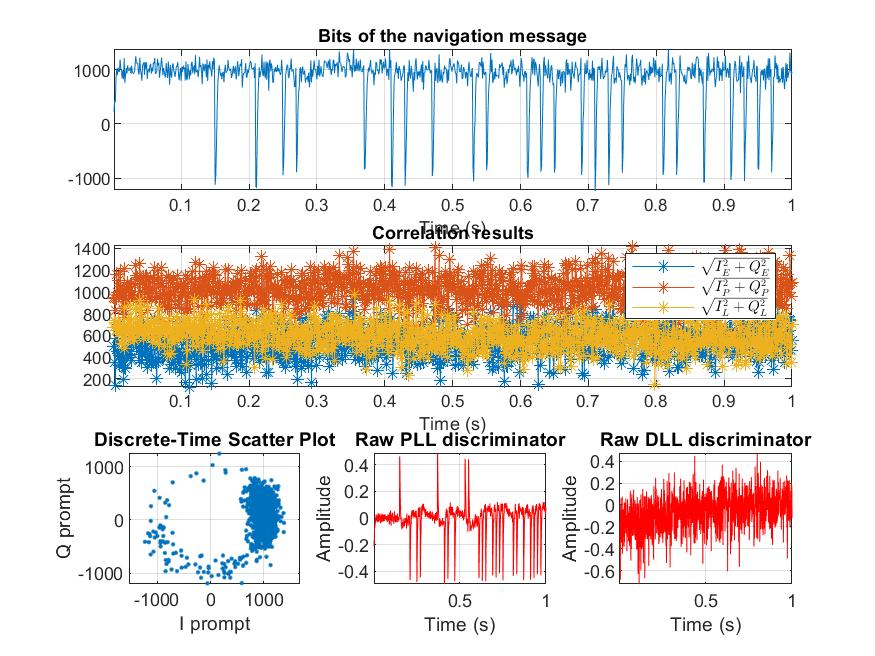 Bits of the navigation message
1000
0
-1000
0.1 0.2 0.3 0.4 0.5 0.6 0.7 0.8 0.9 1
Time (s)
Correlation results
1400
1200
1000
800
600
400
200
√I_E^2 + Q_E^2
√I_P^2 + Q_P^2
√I_L^2 + Q_L^2
0.1 0.2 0.3 0.4 0.5 0.6 0.7 0.8 0.9 1
Time (s)
Discrete-Time Scatter Plot
Q prompt
1000
0
-1000
-1000 0 1000
I prompt
Raw PLL discriminator
Amplitude
0.4
0.2
0
-0.2
-0.4
0.5 1
Time (s)
Raw DLL discriminator
Amplitude
0.4
0.2
0
-0.2
-0.4
-0.6
0.5 1
Time (s)